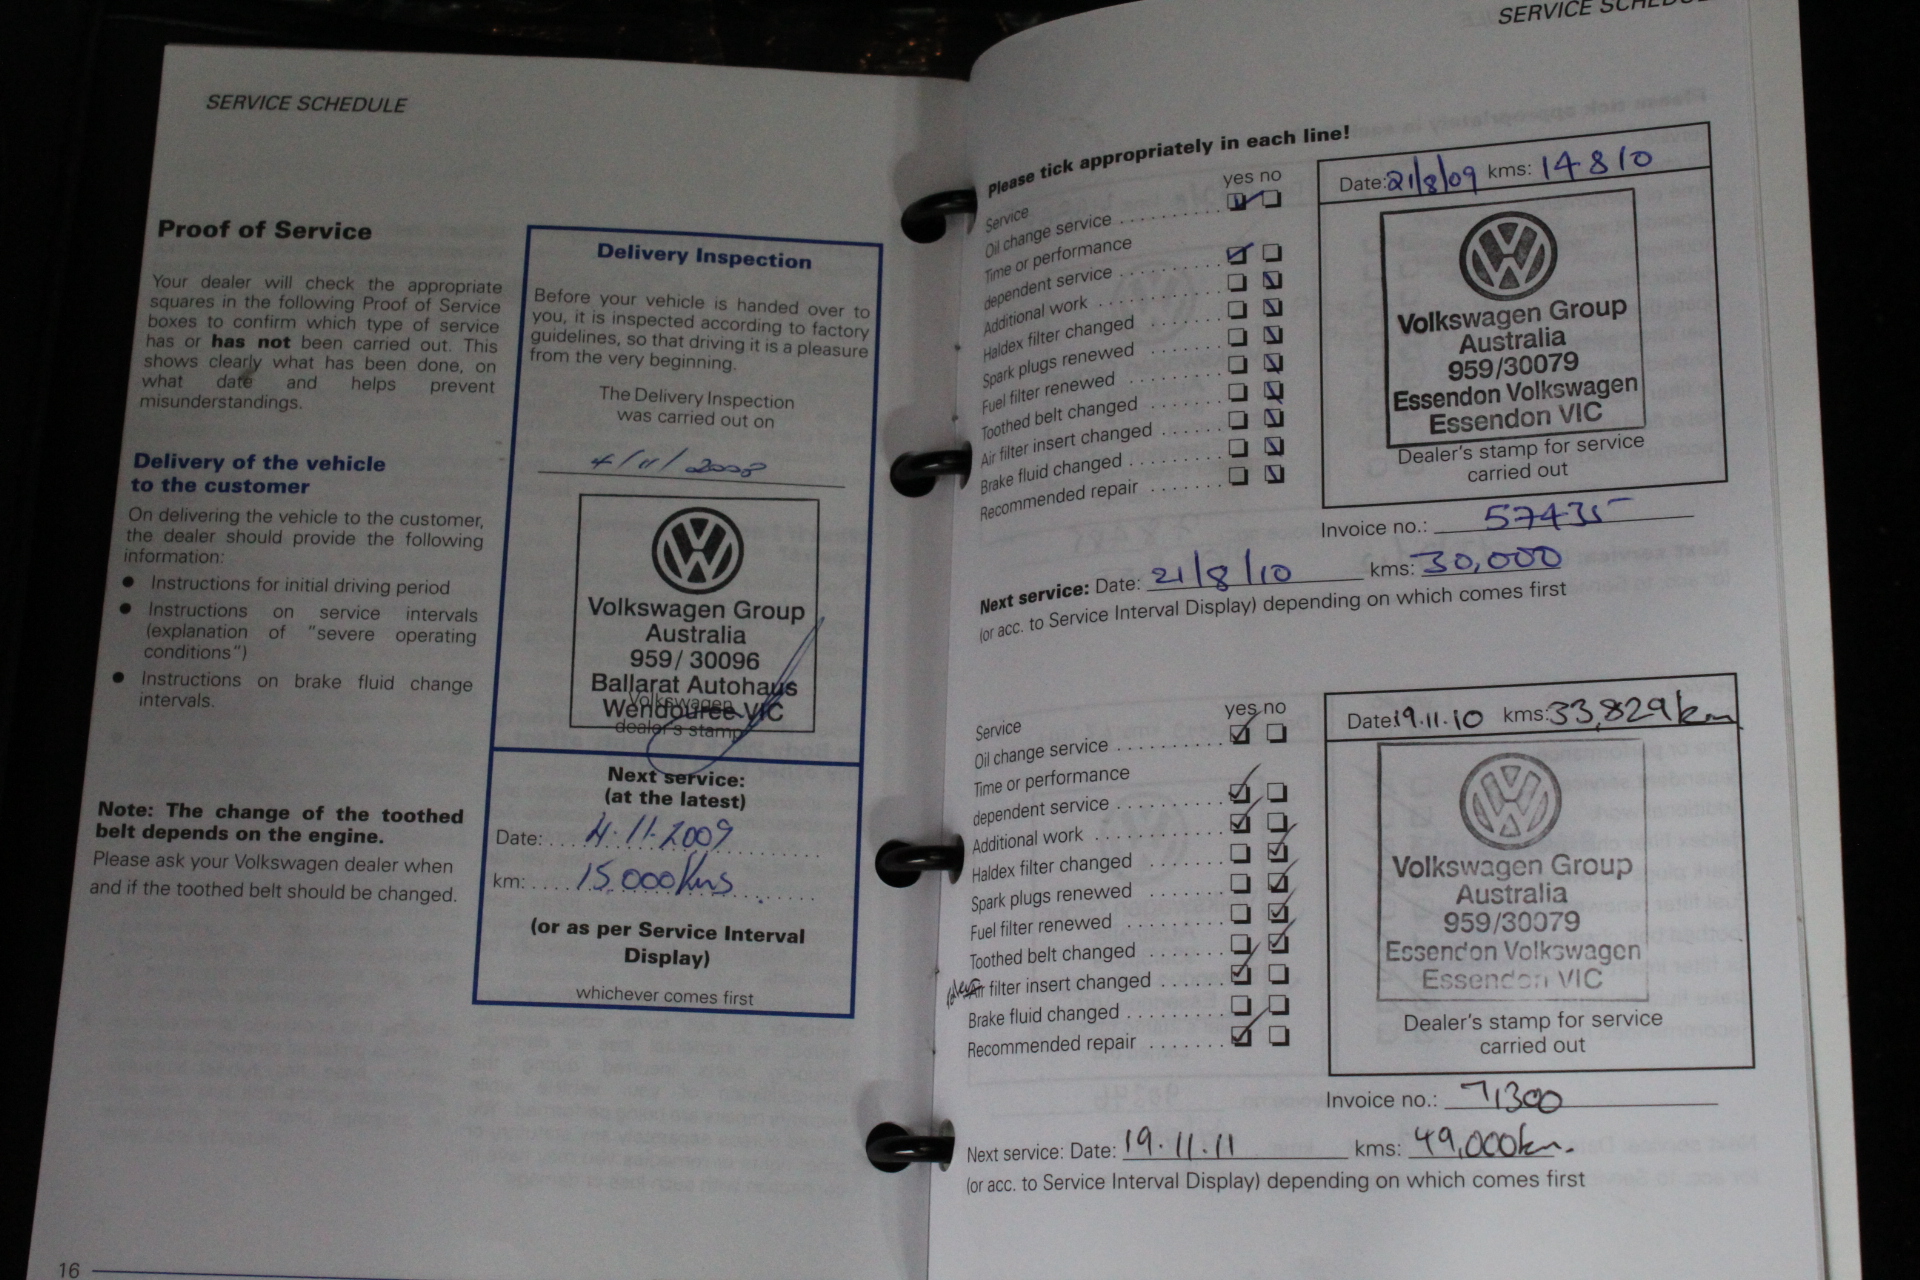 SERVICE SCHEDULE
Proof of Service
Your dealer will check the appropriate
squares in the following Proof of Service
boxes to confirm which type of service
has or has not been carried out. This
shows clearly what has been done, on
what date and helps prevent
misunderstandings.
Delivery of the vehicle
to the customer
On delivering the vehicle to the customer,
the dealer should provide the following
information:
● Instructions for initial driving period
● Instructions on service intervals
(explanation of "severe operating
conditions")
● Instructions on brake fluid change
intervals.
Note: The change of the toothed
belt depends on the engine.
Please ask your Volkswagen dealer when
and if the toothed belt should be changed.
16
Delivery Inspection
Before your vehicle is handed over to
you, it is inspected according to factory
guidelines, so that driving it is a pleasure
from the very beginning.
The Delivery Inspection
was carried out on
4/11/2008
Volkswagen Group
Australia
959/ 30096
Ballarat Autohaus
Wendouree VIC
Volkswagen
dealer's stamp
Next service:
(at the latest)
Date: 4.11.2009
km: 15000kms
(or as per Service Interval
Display)
whichever comes first
SERVICE SCHEDULE
Please tick appropriately in each line!
yes no
Service
Oil change service
Time or performance
dependent service
Additional work
Haldex filter changed
Spark plugs renewed
Fuel filter renewed
Toothed belt changed
Air filter insert changed
Brake fluid changed
Recommended repair
Date: 21/8/09 kms: 14810
Volkswagen Group
Australia
959/30079
Essendon Volkswagen
Essendon VIC
Dealer's stamp for service
carried out
Invoice no.: 57435
Next service: Date: 21/8/10 kms: 30,000
(or acc. to Service Interval Display) depending on which comes first
yes no
Service
Oil change service
Time or performance
dependent service
Additional work
Haldex filter changed
Spark plugs renewed
Fuel filter renewed
Toothed belt changed
Air filter insert changed
Brake fluid changed
Recommended repair
Date: 19.11.10 kms: 33,829km
Volkswagen Group
Australia
959/30079
Essendon Volkswagen
Essendon VIC
Dealer's stamp for service
carried out
Invoice no.: 71300
Next service: Date: 19.11.11 kms: 49,000km.
(or acc. to Service Interval Display) depending on which comes first